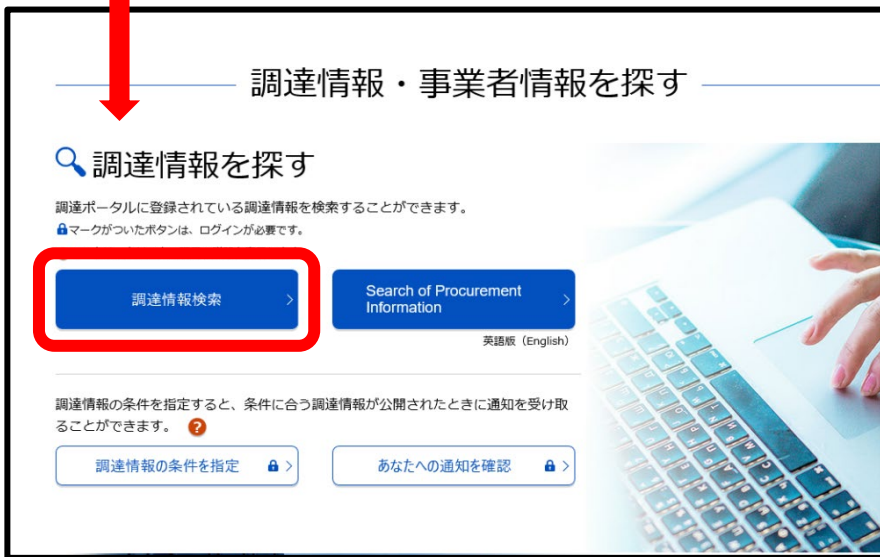 調達情報・事業者情報を探す
調達情報を探す
調達ポータルに登録されている調達情報を検索することができます。
マークがついたボタンは、ログインが必要です。
調達情報検索
Search of Procurement
Information
英語版（English）
調達情報の条件を指定すると、条件に合う調達情報が公開されたときに通知を受け取
ることができます。 ?
調達情報の条件を指定
あなたへの通知を確認